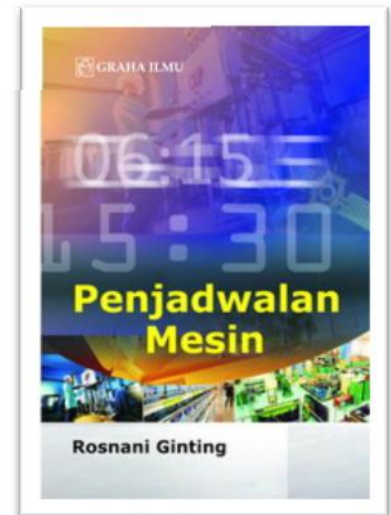 GRAHA ILMU
06:15
15:30
Penjadwalan
Mesin
Rosnani Ginting